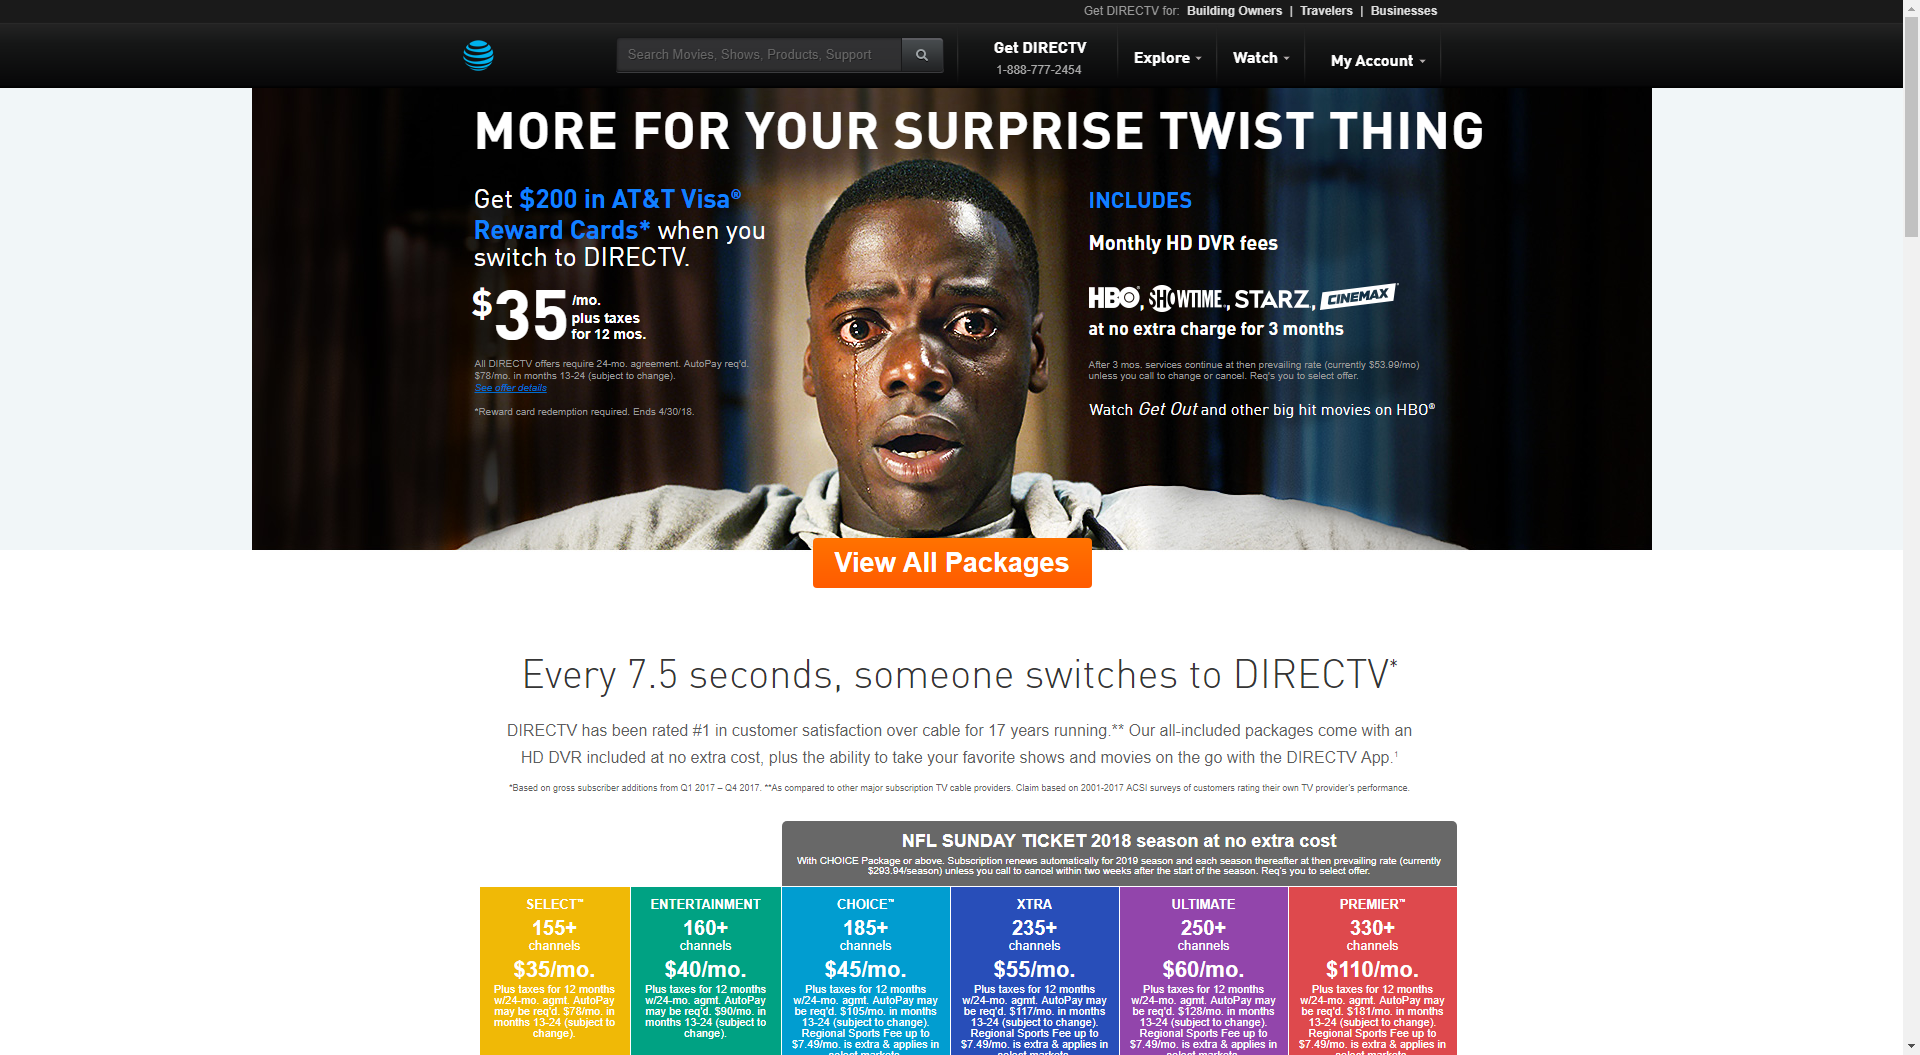 Get DIRECTV for: Building Owners | Travelers | Businesses
Search Movies, Shows, Products, Support
Get DIRECTV
1-888-777-2454
Explore
Watch
My Account
MORE FOR YOUR SURPRISE TWIST THING
Get $200 in AT&T Visa®
Reward Cards* when you
switch to DIRECTV.
$35 /mo.
plus taxes
for 12 mos.
All DIRECTV offers require 24-mo. agreement. AutoPay req'd.
$78/mo. in months 13-24 (subject to change).
See offer details
*Reward card redemption required. Ends 4/30/18.
INCLUDES
Monthly HD DVR fees
HBO®, SHOWTIME, STARZ, CINEMAX
at no extra charge for 3 months
After 3 mos. services continue at then prevailing rate (currently $53.99/mo)
unless you call to change or cancel. Req's you to select offer.
Watch Get Out and other big hit movies on HBO®
View All Packages
Every 7.5 seconds, someone switches to DIRECTV*
DIRECTV has been rated #1 in customer satisfaction over cable for 17 years running.** Our all-included packages come with an
HD DVR included at no extra cost, plus the ability to take your favorite shows and movies on the go with the DIRECTV App.¹
*Based on gross subscriber additions from Q1 2017 – Q4 2017. **As compared to other major subscription TV cable providers. Claim based on 2001-2017 ACSI surveys of customers rating their own TV provider's performance.
NFL SUNDAY TICKET 2018 season at no extra cost
With CHOICE Package or above. Subscription renews automatically for 2019 season and each season thereafter at then prevailing rate (currently
$293.94/season) unless you call to cancel within two weeks after the start of the season. Req's you to select offer.
SELECT™
155+
channels
$35/mo.
Plus taxes for 12 months
w/24-mo. agmt. AutoPay
may be req'd. $78/mo. in
months 13-24 (subject to
change).
ENTERTAINMENT
160+
channels
$40/mo.
Plus taxes for 12 months
w/24-mo. agmt. AutoPay
may be req'd. $90/mo. in
months 13-24 (subject to
change).
CHOICE™
185+
channels
$45/mo.
Plus taxes for 12 months
w/24-mo. agmt. AutoPay may
be req'd. $105/mo. in months
13-24 (subject to change).
Regional Sports Fee up to
$7.49/mo. is extra & applies in
select markets
XTRA
235+
channels
$55/mo.
Plus taxes for 12 months
w/24-mo. agmt. AutoPay may
be req'd. $117/mo. in months
13-24 (subject to change).
Regional Sports Fee up to
$7.49/mo. is extra & applies in
select markets
ULTIMATE
250+
channels
$60/mo.
Plus taxes for 12 months
w/24-mo. agmt. AutoPay may
be req'd. $128/mo. in months
13-24 (subject to change).
Regional Sports Fee up to
$7.49/mo. is extra & applies in
select markets
PREMIER™
330+
channels
$110/mo.
Plus taxes for 12 months
w/24-mo. agmt. AutoPay may
be req'd. $181/mo. in months
13-24 (subject to change).
Regional Sports Fee up to
$7.49/mo. is extra & applies in
select markets